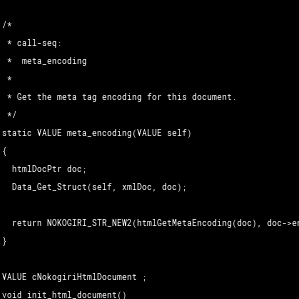 /*
 * call-seq:
 *  meta_encoding
 *
 * Get the meta tag encoding for this document.
 */
static VALUE meta_encoding(VALUE self)
{
  htmlDocPtr doc;
  Data_Get_Struct(self, xmlDoc, doc);
  return NOKOGIRI_STR_NEW2(htmlGetMetaEncoding(doc), doc->en
}
VALUE cNokogiriHtmlDocument ;
void init_html_document()